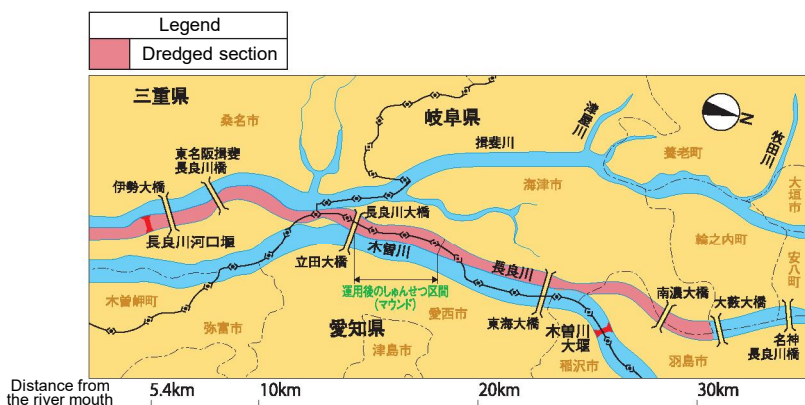 Legend
Dredged section
三重県
桑名市
岐阜県
津屋川
牧田川
N
東名阪揖斐
長良川橋
揖斐川
養老町
伊勢大橋
海津市
大垣市
長良川河口堰
長良川大橋
輪之内町
安八町
立田大橋
木曽川
長良川
南濃大橋
大藪大橋
運用後のしゅんせつ区間
(マウンド)
木曽岬町
愛西市
東海大橋
木曽川
大堰
名神
長良川橋
弥富市
愛知県
津島市
稲沢市
羽島市
Distance from
the river mouth
5.4km
10km
20km
30km